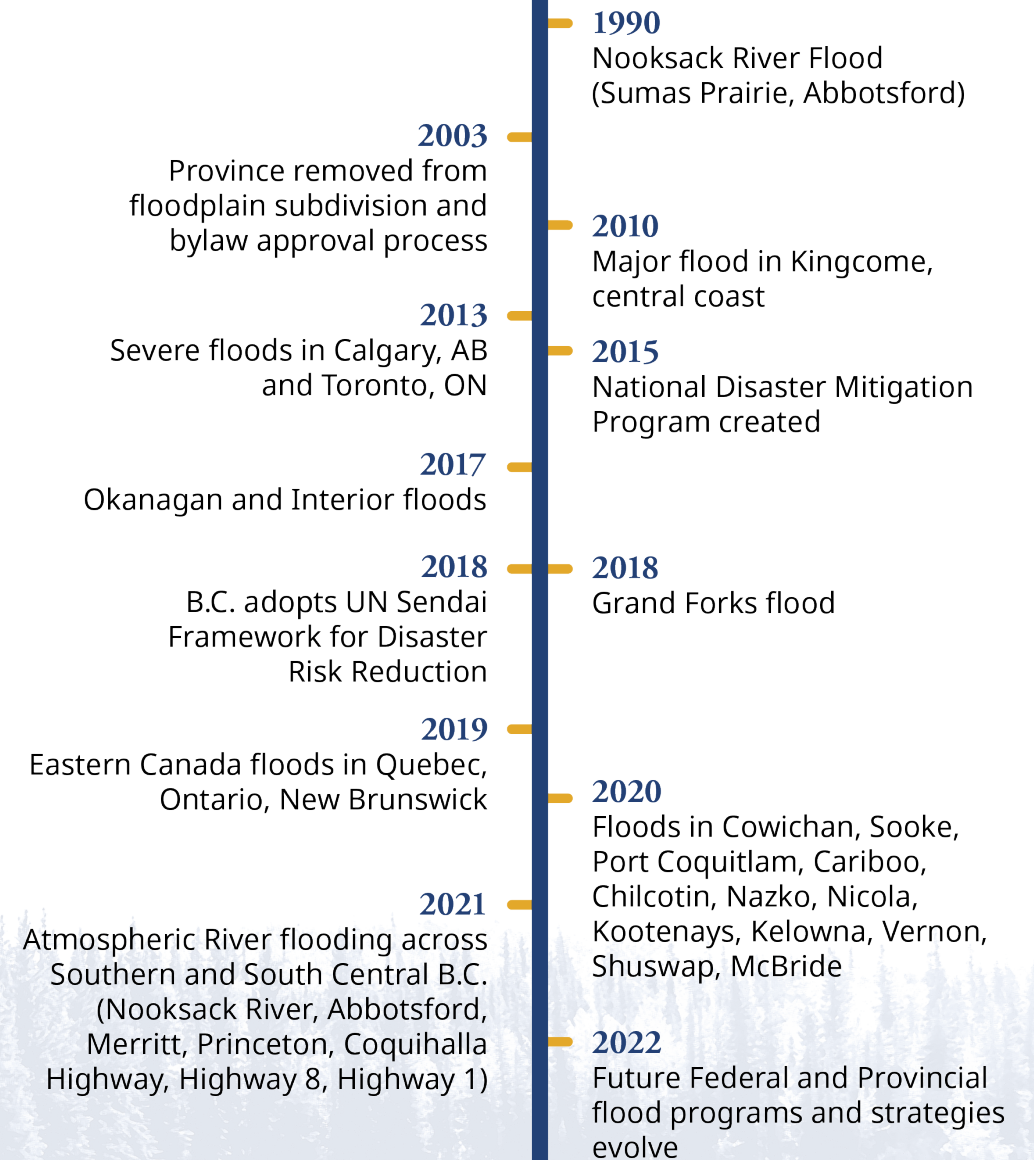 1990
Nooksack River Flood
(Sumas Prairie, Abbotsford)
2003
Province removed from
floodplain subdivision and
bylaw approval process
2010
Major flood in Kingcome,
central coast
2013
Severe floods in Calgary, AB
and Toronto, ON
2015
National Disaster Mitigation
Program created
2017
Okanagan and Interior floods
2018
B.C. adopts UN Sendai
Framework for Disaster
Risk Reduction
2018
Grand Forks flood
2019
Eastern Canada floods in Quebec,
Ontario, New Brunswick
2020
Floods in Cowichan, Sooke,
Port Coquitlam, Cariboo,
Chilcotin, Nazko, Nicola,
Kootenays, Kelowna, Vernon,
Shuswap, McBride
2021
Atmospheric River flooding across
Southern and South Central B.C.
(Nooksack River, Abbotsford,
Merritt, Princeton, Coquihalla
Highway, Highway 8, Highway 1)
2022
Future Federal and Provincial
flood programs and strategies
evolve